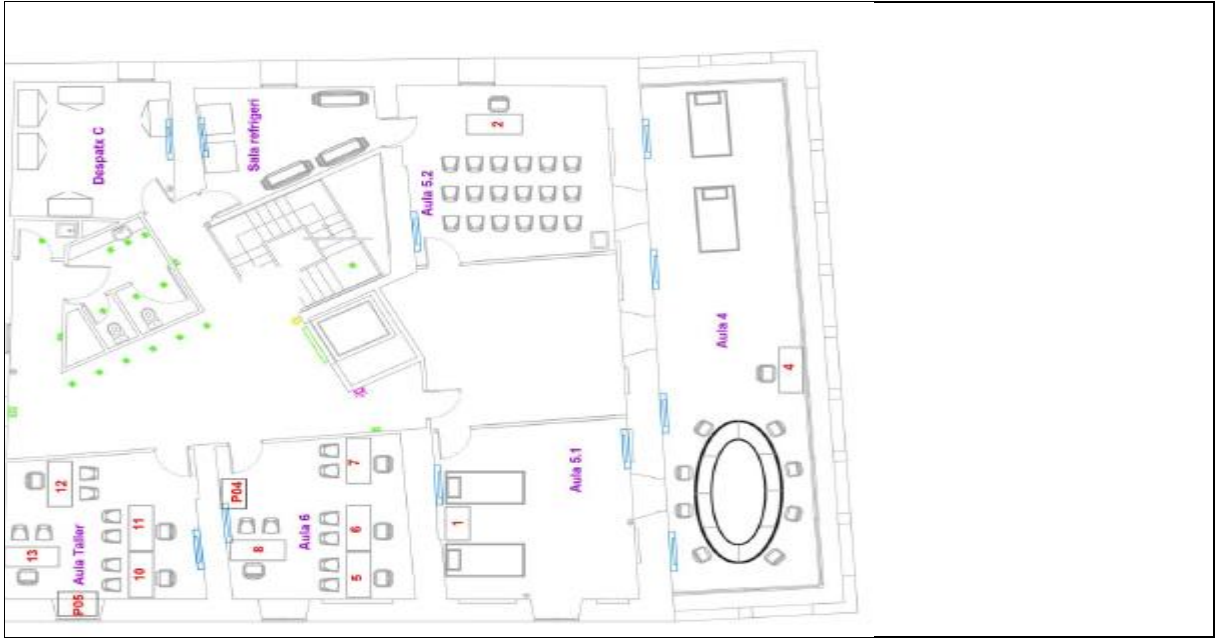 Despatx C
Sala refrigeri
2
Aula 5.2
Aula 4
4
12
7
P04
11
6
1
Aula 5.1
13
Aula Taller
10
8
Aula 6
5
P05